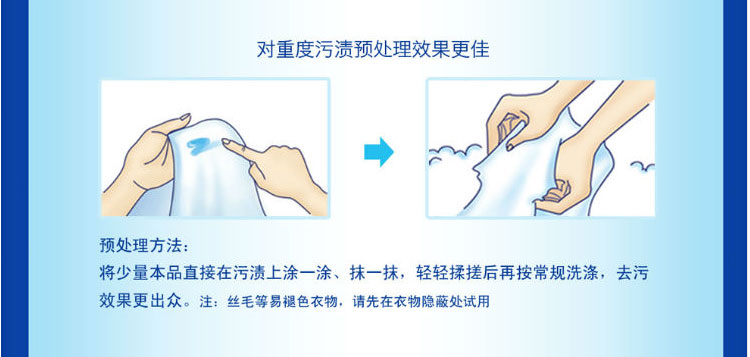 对重度污渍预处理效果更佳
预处理方法：
将少量本品直接在污渍上涂一涂、抹一抹，轻轻揉搓后再按常规洗涤，去污
效果更出众。注：丝毛等易褪色衣物，请先在衣物隐蔽处试用